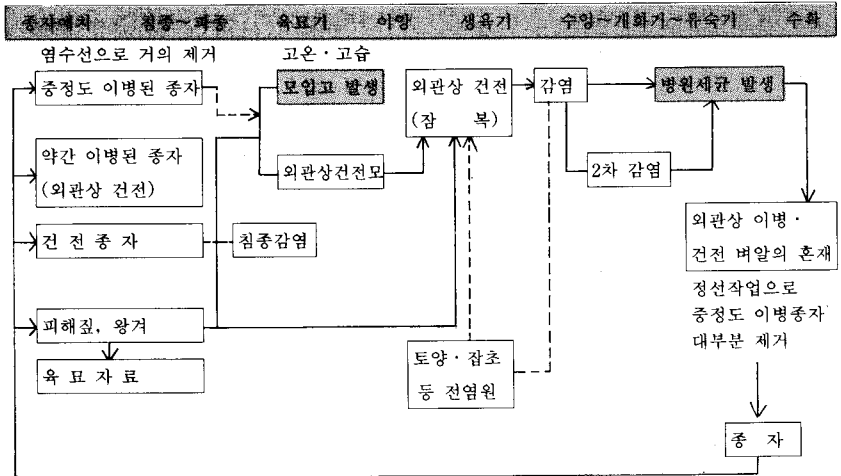 종자예치 침종~파종 육묘기 이앙 생육기 수잉~개화기~유숙기 수확
염수선으로 거의 제거
고온·고습
중정도 이병된 종자
모입고 발생
외관상 건전
(잠 복)
감염
병원세균 발생
약간 이병된 종자
(외관상 건전)
외관상건전모
2차 감염
건 전 종 자
침종감염
외관상 이병·
건전 벼알의 혼재
정선작업으로
중정도 이병종자
대부분 제거
피해짚, 왕겨
육 묘 자 료
토양·잡초
등 전염원
종 자